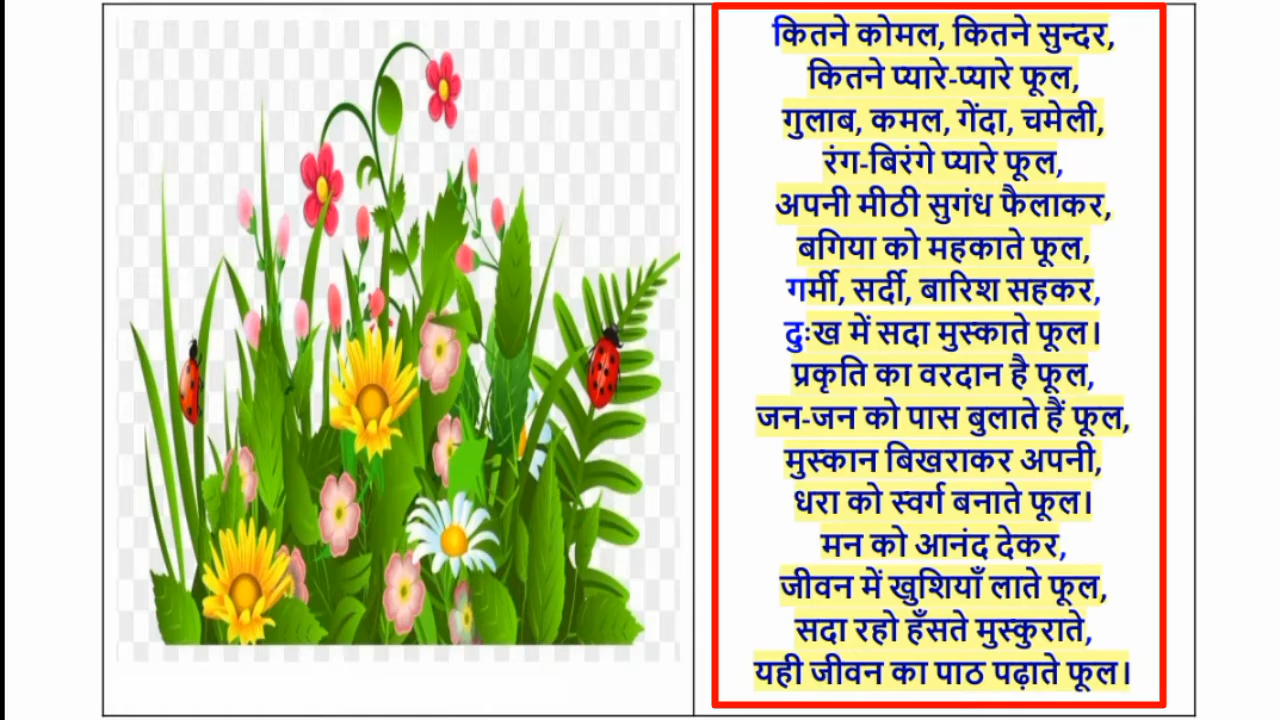 कितने कोमल, कितने सुन्दर,
कितने प्यारे-प्यारे फूल,
गुलाब, कमल, गेंदा, चमेली,
रंग-बिरंगे प्यारे फूल,
अपनी मीठी सुगंध फैलाकर,
बगिया को महकाते फूल,
गर्मी, सर्दी, बारिश सहकर,
दुःख में सदा मुस्काते फूल।
प्रकृति का वरदान है फूल,
जन-जन को पास बुलाते हैं फूल,
मुस्कान बिखराकर अपनी,
धरा को स्वर्ग बनाते फूल।
मन को आनंद देकर,
जीवन में खुशियाँ लाते फूल,
सदा रहो हँसते मुस्कुराते,
यही जीवन का पाठ पढ़ाते फूल।